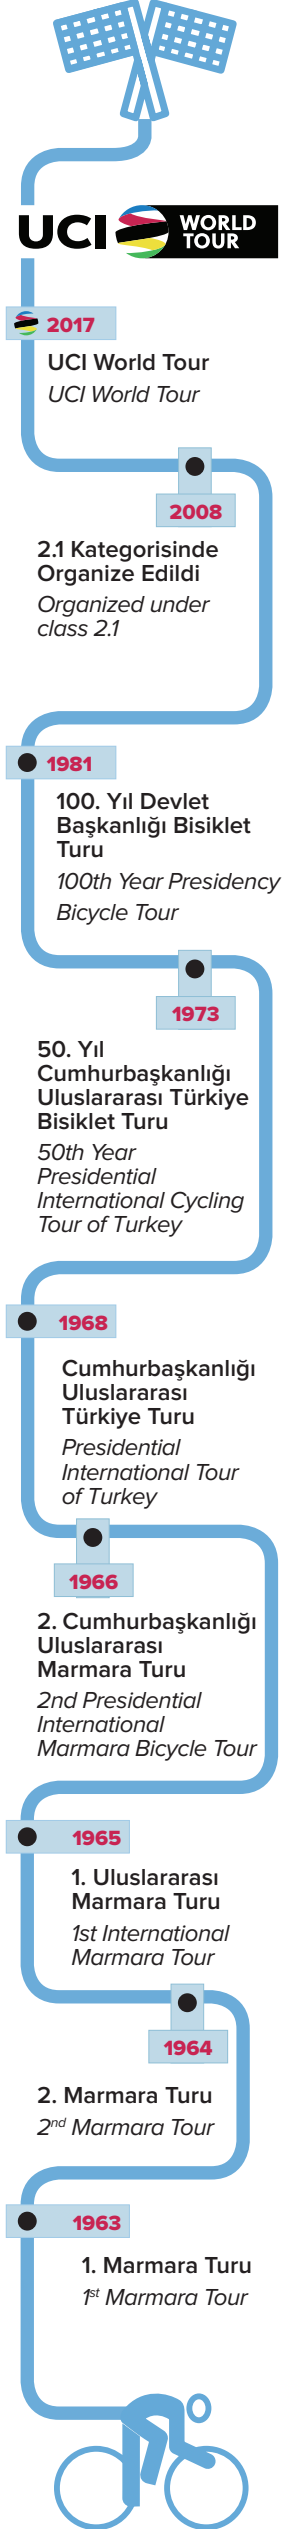 UCI WORLD
TOUR
2017
UCI World Tour
UCI World Tour
2008
2.1 Kategorisinde
Organize Edildi
Organized under
class 2.1
1981
100. Yıl Devlet
Başkanlığı Bisiklet
Turu
100th Year Presidency
Bicycle Tour
1973
50. Yıl
Cumhurbaşkanlığı
Uluslararası Türkiye
Bisiklet Turu
50th Year
Presidential
International Cycling
Tour of Turkey
1968
Cumhurbaşkanlığı
Uluslararası
Türkiye Turu
Presidential
International Tour
of Turkey
1966
2. Cumhurbaşkanlığı
Uluslararası
Marmara Turu
2nd Presidential
International
Marmara Bicycle Tour
1965
1. Uluslararası
Marmara Turu
1st International
Marmara Tour
1964
2. Marmara Turu
2nd Marmara Tour
1963
1. Marmara Turu
1st Marmara Tour